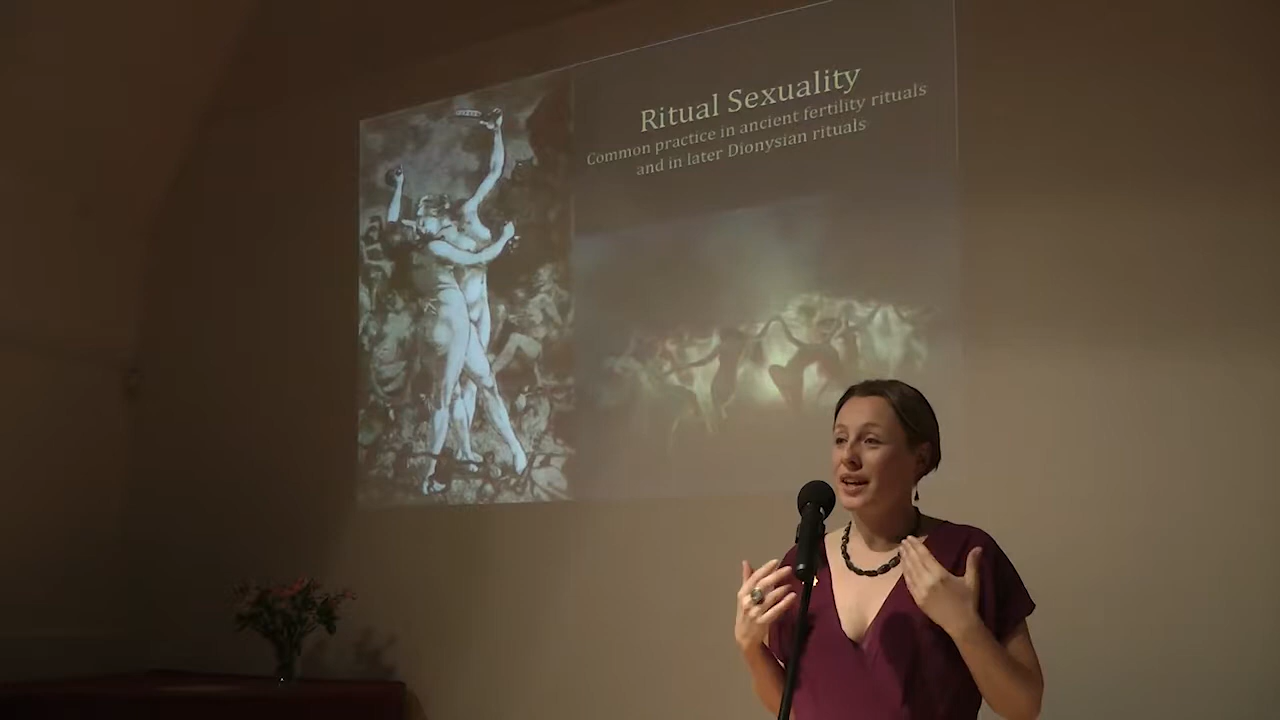 Ritual Sexuality
Common practice in ancient fertility rituals
and in later Dionysian rituals